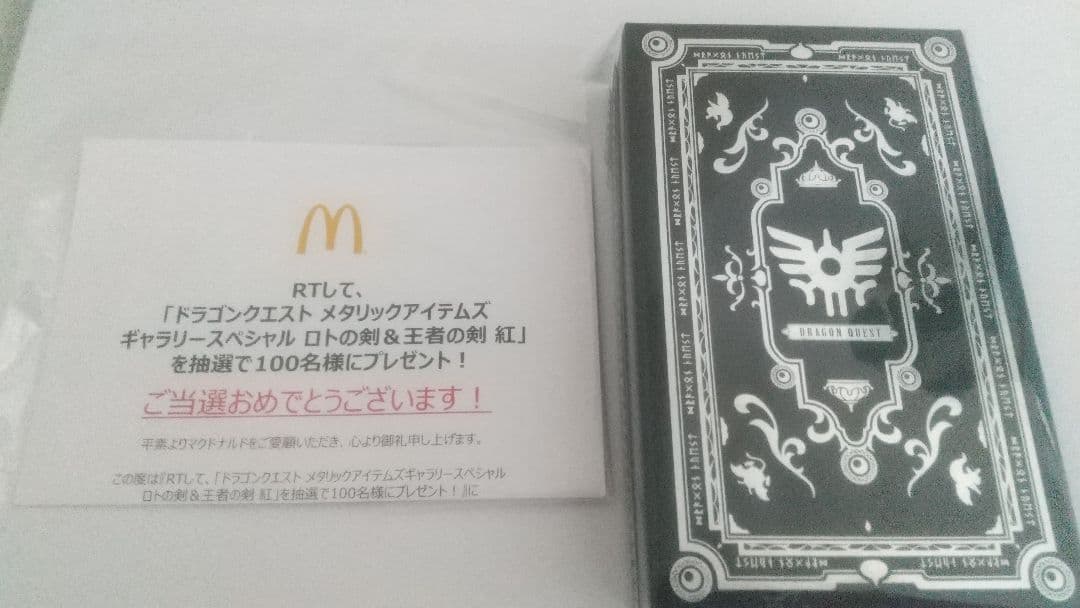 RTして、
「ドラゴンクエスト メタリックアイテムズ
ギャラリースペシャル ロトの剣＆王者の剣 紅」
を抽選で100名様にプレゼント！
ご当選おめでとうございます！
平素よりマクドナルドをご愛顧いただき、心より御礼申し上げます。
この度は『RTして、「ドラゴンクエスト メタリックアイテムズギャラリースペシャル
ロトの剣＆王者の剣 紅」を抽選で100名様にプレゼント！』に
DRAGON QUEST